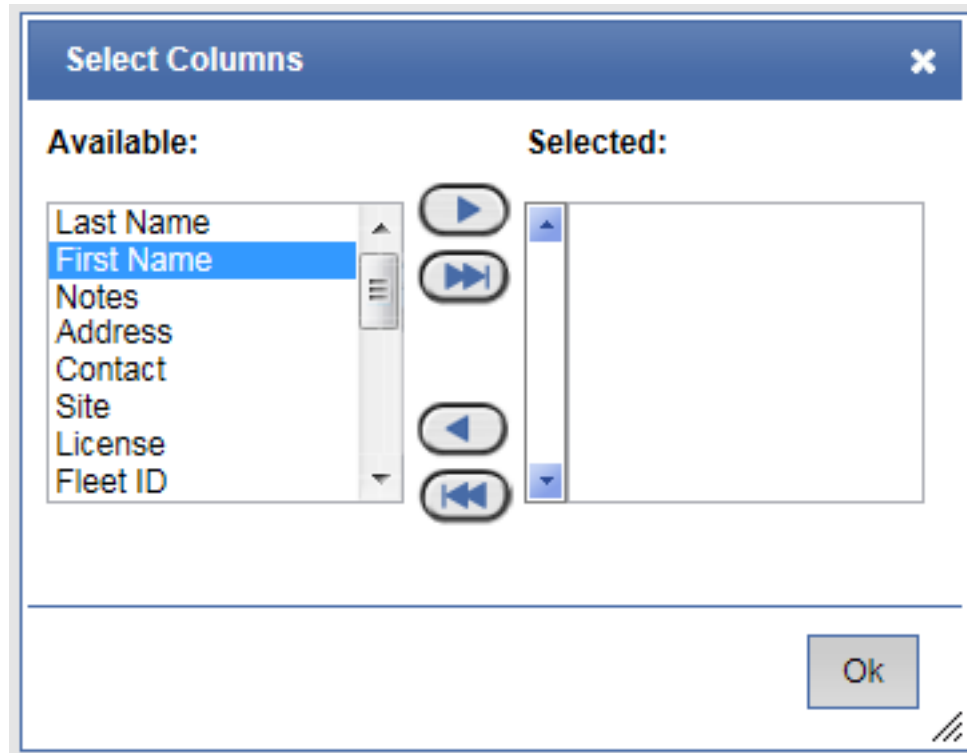 Select Columns
Available:
Selected:
Last Name
First Name
Notes
Address
Contact
Site
License
Fleet ID
Ok